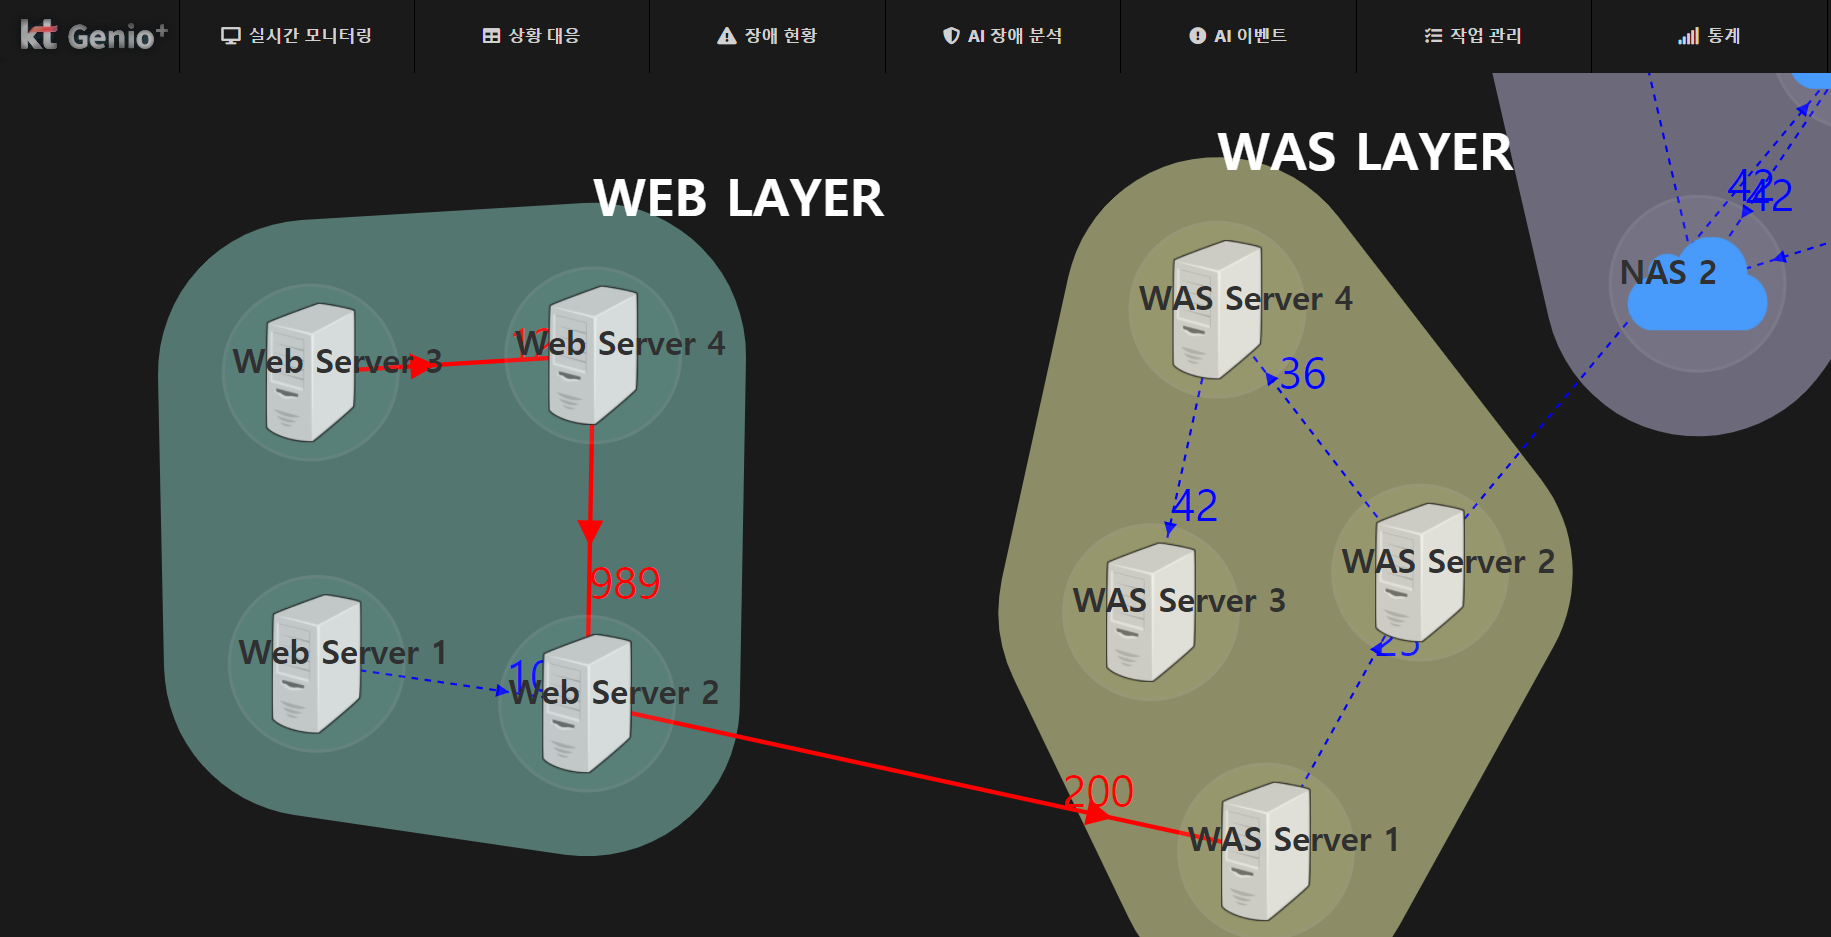 kt Genio+
실시간 모니터링
상황 대응
장애 현황
AI 장애 분석
AI 이벤트
작업 관리
통계
WEB LAYER
WAS LAYER
42
42
NAS 2
WAS Server 4
Web Server 3
Web Server 4
36
42
989
WAS Server 2
WAS Server 3
25
Web Server 1
Web Server 2
200
WAS Server 1